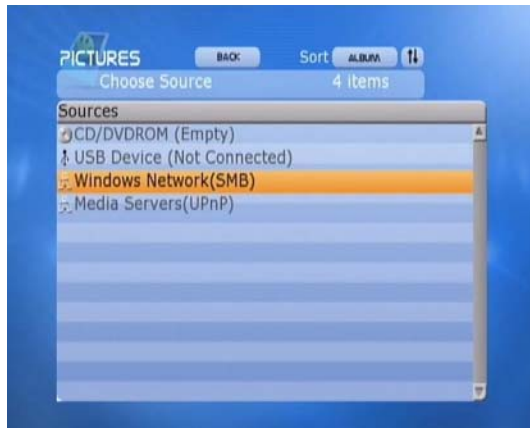 PICTURES BACK Sort ALBUM
Choose Source 4 items
Sources
CD/DVDROM (Empty)
USB Device (Not Connected)
Windows Network(SMB)
Media Servers(UPnP)